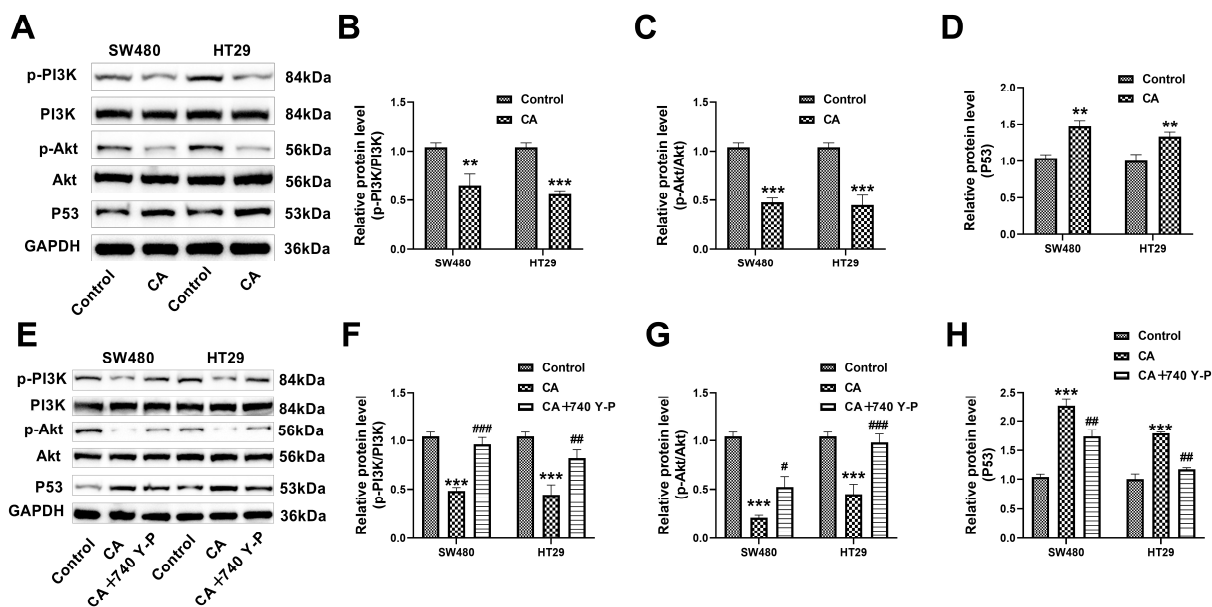 A
SW480 HT29
p-PI3K 84kDa
PI3K 84kDa
p-Akt 56kDa
Akt 56kDa
P53 53kDa
GAPDH 36kDa
Control CA Control CA
B
Control
CA
Relative protein level
(p-PI3K/PI3K)
1.5
1.0
0.5
0.0
** ***
SW480 HT29
C
Control
CA
Relative protein level
(p-Akt/Akt)
1.5
1.0
0.5
0.0
*** ***
SW480 HT29
D
Control
CA
Relative protein level
(P53)
2.0
1.5
1.0
0.5
0.0
** **
SW480 HT29
E
SW480 HT29
p-PI3K 84kDa
PI3K 84kDa
p-Akt 56kDa
Akt 56kDa
P53 53kDa
GAPDH 36kDa
Control CA CA+740 Y-P Control CA CA+740 Y-P
F
Control
CA
CA+740 Y-P
Relative protein level
(p-PI3K/PI3K)
1.5
1.0
0.5
0.0
*** ### *** ##
SW480 HT29
G
Control
CA
CA+740 Y-P
Relative protein level
(p-Akt/Akt)
1.5
1.0
0.5
0.0
*** # *** ###
SW480 HT29
H
Control
CA
CA+740 Y-P
Relative protein level
(P53)
2.5
2.0
1.5
1.0
0.5
0.0
*** ## *** ##
SW480 HT29